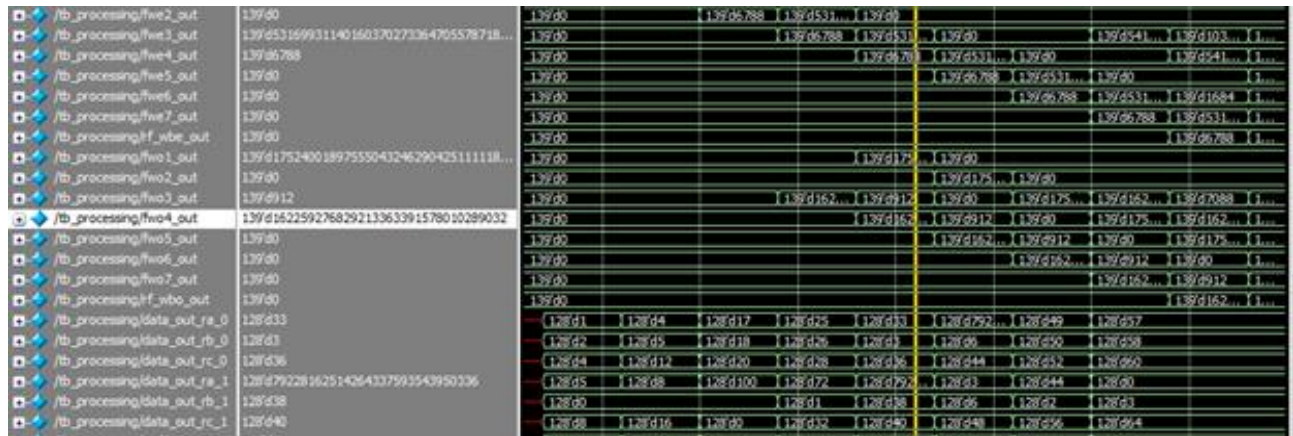 /tb_processing/fwe2_out 139'd0 139'd0 139'd6788 139'd531... 139'd0
/tb_processing/fwe3_out 139'd53169931140160370273364705578718... 139'd0 139'd6788 139'd531... 139'd0 139'd541... 139'd103... 1...
/tb_processing/fwe4_out 139'd6788 139'd0 139'd6788 139'd531... 139'd0 139'd541... 1...
/tb_processing/fwe5_out 139'd0 139'd0 139'd6788 139'd531... 139'd0 1...
/tb_processing/fwe6_out 139'd0 139'd0 139'd6788 139'd531... 139'd1684 1...
/tb_processing/fwe7_out 139'd0 139'd0 139'd6788 139'd531... 1...
/tb_processing/rf_wbe_out 139'd0 139'd0 139'd6788 1...
/tb_processing/fwo1_out 139'd17524001897555043246290425111118... 139'd0 139'd175... 139'd0
/tb_processing/fwo2_out 139'd0 139'd0 139'd175... 139'd0
/tb_processing/fwo3_out 139'd912 139'd0 139'd162... 139'd912 139'd0 139'd175... 139'd162... 139'd7088 1...
/tb_processing/fwo4_out 139'd162259276829213363391578010289032 139'd0 139'd162... 139'd912 139'd0 139'd175... 139'd162... 1...
/tb_processing/fwo5_out 139'd0 139'd0 139'd162... 139'd912 139'd0 139'd175... 1...
/tb_processing/fwo6_out 139'd0 139'd0 139'd162... 139'd912 139'd0 1...
/tb_processing/fwo7_out 139'd0 139'd0 139'd162... 139'd912 1...
/tb_processing/rf_wbo_out 139'd0 139'd0 139'd162... 1...
/tb_processing/data_out_ra_0 128'd33 128'd1 128'd4 128'd17 128'd25 128'd33 128'd792... 128'd49 128'd57
/tb_processing/data_out_rb_0 128'd3 128'd2 128'd5 128'd18 128'd26 128'd3 128'd6 128'd50 128'd58
/tb_processing/data_out_rc_0 128'd36 128'd4 128'd12 128'd20 128'd28 128'd36 128'd44 128'd52 128'd60
/tb_processing/data_out_ra_1 128'd79228162514264337593543950336 128'd5 128'd8 128'd100 128'd72 128'd792... 128'd3 128'd44 128'd0
/tb_processing/data_out_rb_1 128'd38 128'd0 128'd1 128'd38 128'd6 128'd2 128'd3
/tb_processing/data_out_rc_1 128'd40 128'd8 128'd16 128'd0 128'd32 128'd40 128'd48 128'd56 128'd64